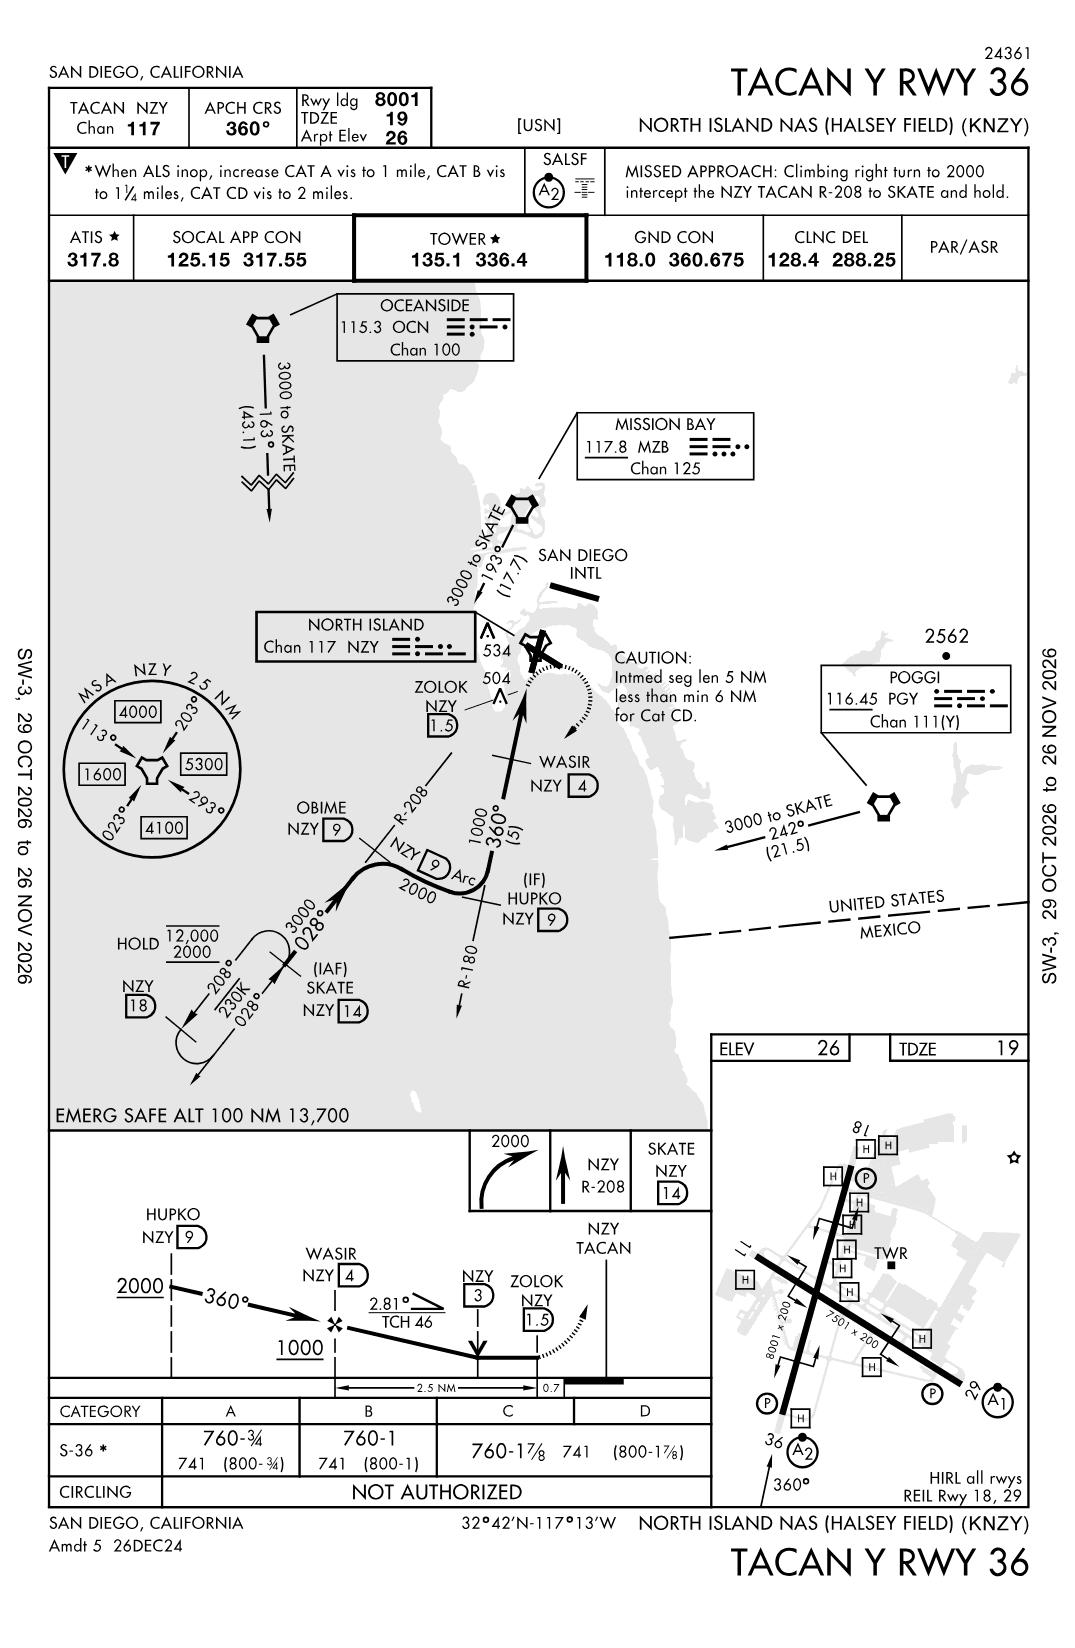 24361
SAN DIEGO, CALIFORNIA
TACAN Y RWY 36
NORTH ISLAND NAS (HALSEY FIELD) (KNZY)
[USN]
TACAN NZY
Chan 117
APCH CRS
360°
Rwy ldg 8001
TDZE 19
Arpt Elev 26
T
*When ALS inop, increase CAT A vis to 1 mile, CAT B vis
to 1¼ miles, CAT CD vis to 2 miles.
SALSF
A2
MISSED APPROACH: Climbing right turn to 2000
intercept the NZY TACAN R-208 to SKATE and hold.
ATIS ★
317.8
SOCAL APP CON
125.15 317.55
TOWER ★
135.1 336.4
GND CON
118.0 360.675
CLNC DEL
128.4 288.25
PAR/ASR
OCEANSIDE
115.3 OCN
Chan 100
3000 to SKATE
163°
(43.1)
MISSION BAY
117.8 MZB
Chan 125
3000 to SKATE
193°
(17.7)
SAN DIEGO
INTL
NORTH ISLAND
Chan 117 NZY
534
504
ZOLOK
NZY
1.5
CAUTION:
Intmed seg len 5 NM
less than min 6 NM
for Cat CD.
2562
POGGI
116.45 PGY
Chan 111(Y)
3000 to SKATE
242°
(21.5)
MSA NZY 25 NM
4000
113°
203°
1600
5300
023°
293°
4100
WASIR
NZY 4
OBIME
NZY 9
R-208
NZY 9 Arc
2000
1000
360°
(5)
(IF)
HUPKO
NZY 9
R-180
3000
028°
HOLD 12,000
2000
208°
230K
028°
(IAF)
SKATE
NZY 14
NZY
18
UNITED STATES
MEXICO
EMERG SAFE ALT 100 NM 13,700
SW-3, 29 OCT 2026 to 26 NOV 2026
SW-3, 29 OCT 2026 to 26 NOV 2026
ELEV 26
TDZE 19
18
H
H
H
P
H
H
H
H
H
TWR
11
H
8001 x 200
7501 x 200
H
H
P
29
A1
P
H
36
A2
360°
HIRL all rwys
REIL Rwy 18, 29
2000
NZY
R-208
SKATE
NZY
14
HUPKO
NZY 9
2000
360°
WASIR
NZY 4
1000
2.81°
TCH 46
NZY
3
ZOLOK
NZY
1.5
NZY
TACAN
2.5 NM
0.7
CATEGORY A B C D
S-36 *
760-¾
741 (800-¾)
760-1
741 (800-1)
760-1⅞ 741 (800-1⅞)
CIRCLING
NOT AUTHORIZED
SAN DIEGO, CALIFORNIA
Amdt 5 26DEC24
32°42'N-117°13'W
NORTH ISLAND NAS (HALSEY FIELD) (KNZY)
TACAN Y RWY 36